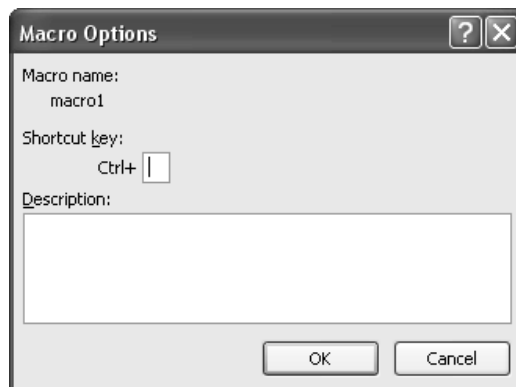 Macro Options
Macro name:
macro1
Shortcut key:
Ctrl+
Description:
OK
Cancel